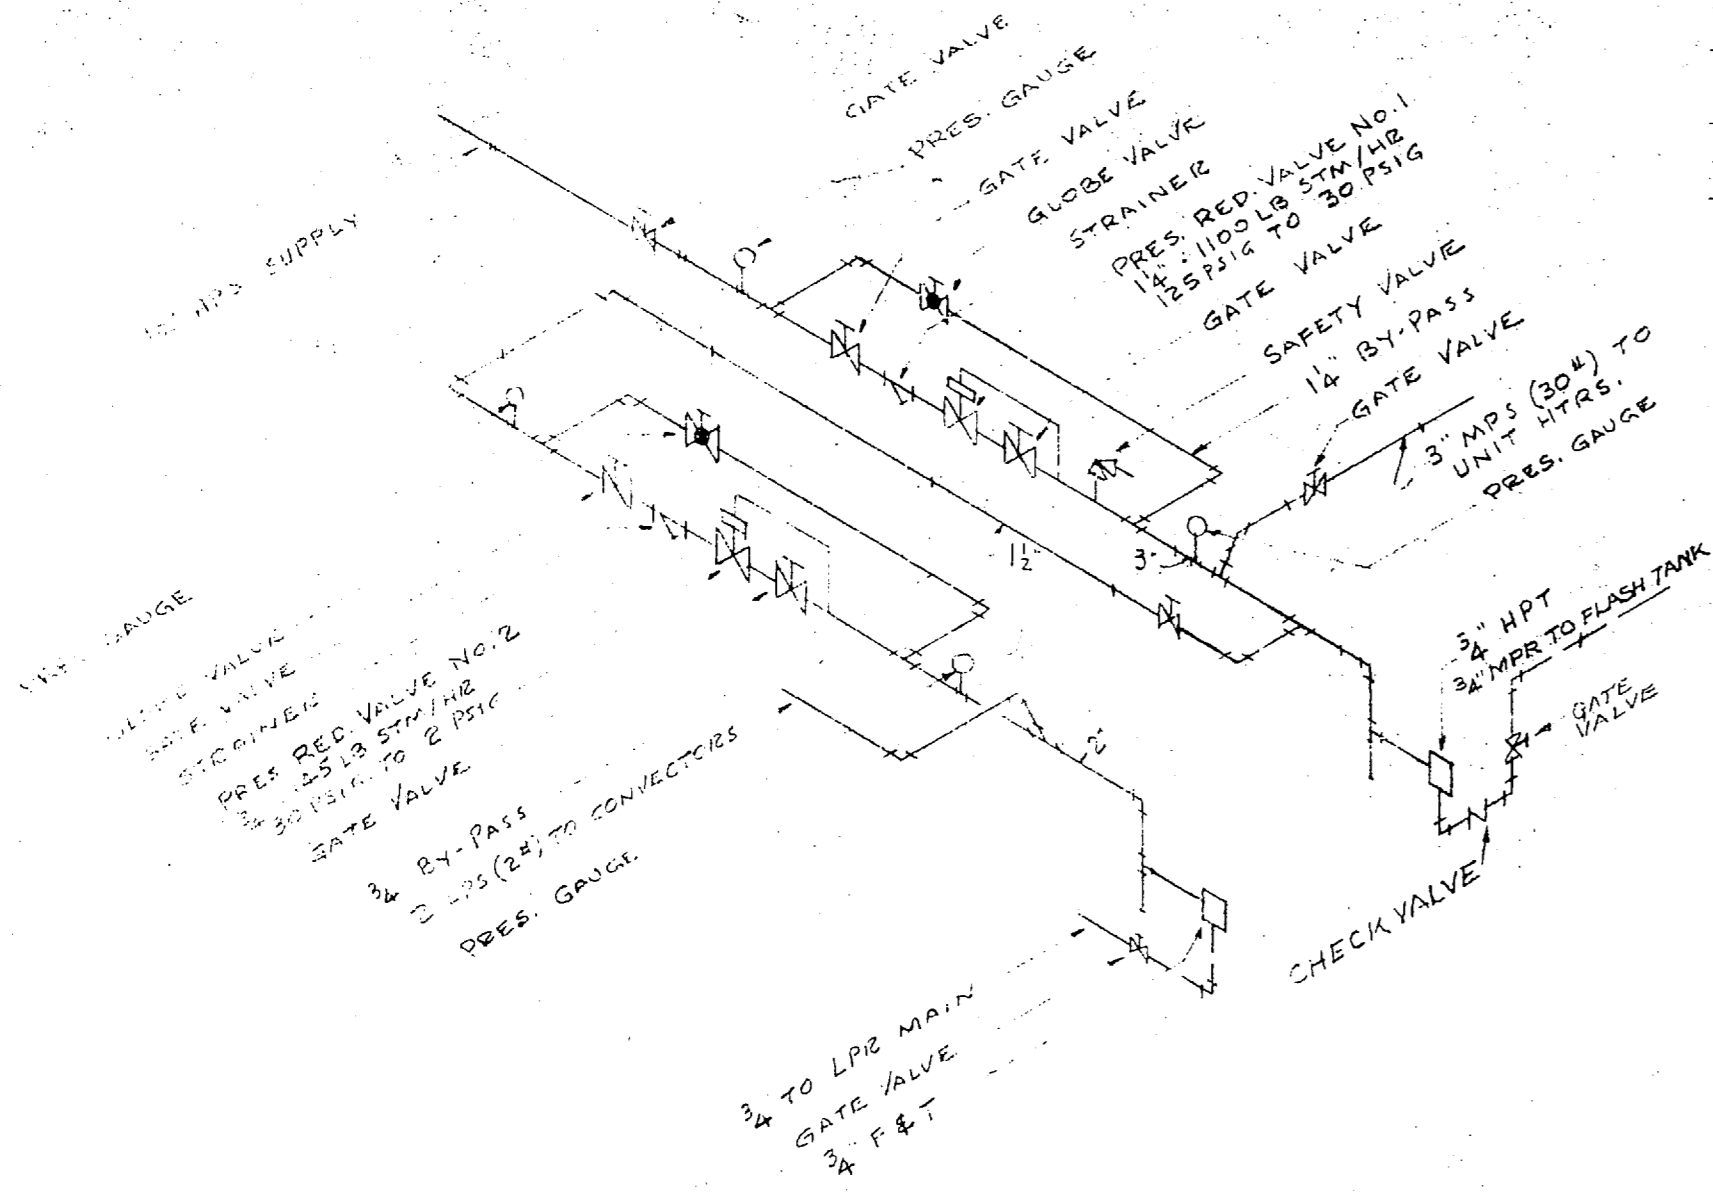 GATE VALVE
PRES. GAUGE
GATE VALVE
GLOBE VALVE
STRAINER
PRES. RED. VALVE NO. 1
1¼" - 1100 LB STM/HR
125 PSIG TO 30 PSIG
GATE VALVE
SAFETY VALVE
1¼" BY-PASS
GATE VALVE
3" MPS (30#) TO
UNIT HTRS.
PRES. GAUGE
SUPPLY
1½"
3"
¾" HPT
¾" MPR TO FLASH TANK
GATE
VALVE
CHECK VALVE
GAUGE
VALVE
GATE VALVE
STRAINER
PRES. RED. VALVE NO. 2
LB STM/HR
30 PSIG TO 2 PSIG
GATE VALVE
¾ BY-PASS
LPS (2#) TO CONVECTORS
PRES. GAUGE
2"
¾ TO LPR MAIN
GATE VALVE
¾" F & T